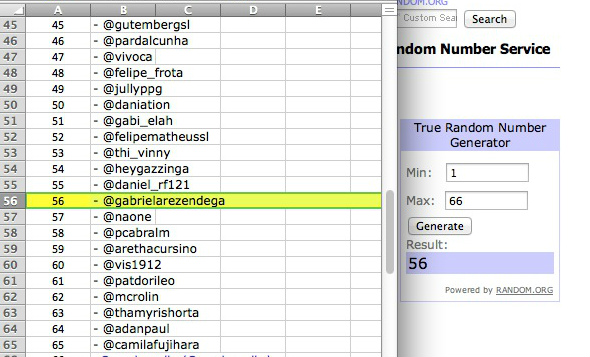 A B C D E
45 45 - @gutembergsl
46 46 - @pardalcunha
47 47 - @vivoca
48 48 - @felipe_frota
49 49 - @jullyppg
50 50 - @daniation
51 51 - @gabi_elah
52 52 - @felipematheussl
53 53 - @thi_vinny
54 54 - @heygazzinga
55 55 - @daniel_rf121
56 56 - @gabrielarezendega
57 57 - @naone
58 58 - @pcabralm
59 59 - @arethacursino
60 60 - @vis1912
61 61 - @patdorileo
62 62 - @mcrolin
63 63 - @thamyrishorta
64 64 - @adanpaul
65 65 - @camilafujihara
NDOM.ORG
Custom Sea Search
ndom Number Service
True Random Number
Generator
Min: 1
Max: 66
Generate
Result:
56
Powered by RANDOM.ORG